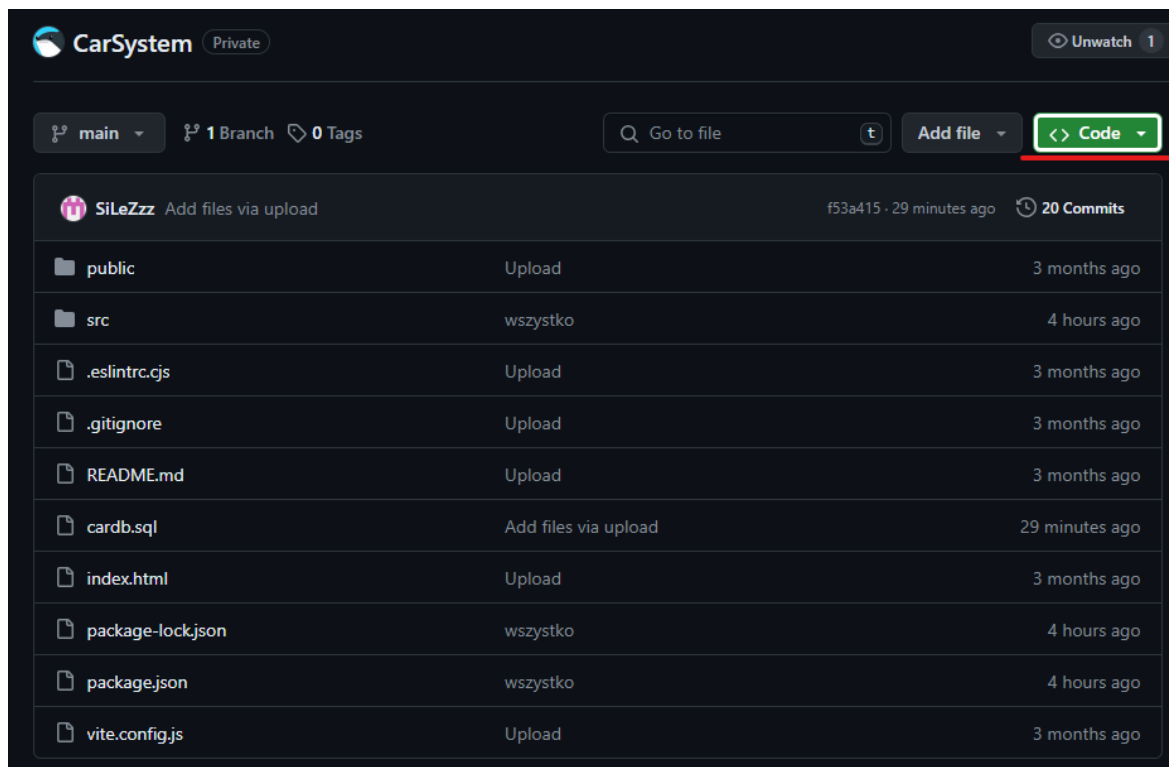 CarSystem Private Unwatch 1
main 1 Branch 0 Tags Go to file t Add file <> Code
SiLeZzz Add files via upload f53a415 · 29 minutes ago 20 Commits
public Upload 3 months ago
src wszystko 4 hours ago
.eslintrc.cjs Upload 3 months ago
.gitignore Upload 3 months ago
README.md Upload 3 months ago
cardb.sql Add files via upload 29 minutes ago
index.html Upload 3 months ago
package-lock.json wszystko 4 hours ago
package.json wszystko 4 hours ago
vite.config.js Upload 3 months ago